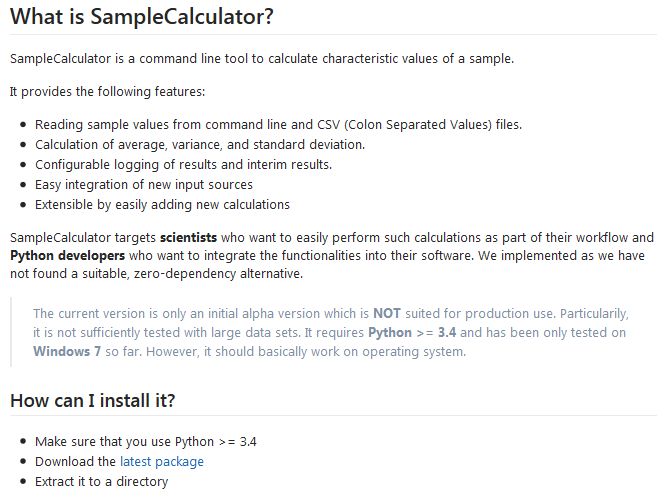 What is SampleCalculator?
SampleCalculator is a command line tool to calculate characteristic values of a sample.
It provides the following features:
Reading sample values from command line and CSV (Colon Separated Values) files.
Calculation of average, variance, and standard deviation.
Configurable logging of results and interim results.
Easy integration of new input sources
Extensible by easily adding new calculations
SampleCalculator targets scientists who want to easily perform such calculations as part of their workflow and
Python developers who want to integrate the functionalities into their software. We implemented as we have
not found a suitable, zero-dependency alternative.
The current version is only an initial alpha version which is NOT suited for production use. Particularily,
it is not sufficiently tested with large data sets. It requires Python >= 3.4 and has been only tested on
Windows 7 so far. However, it should basically work on operating system.
How can I install it?
Make sure that you use Python >= 3.4
Download the latest package
Extract it to a directory